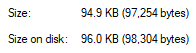 Size: 94.9 KB (97,254 bytes)
Size on disk: 96.0 KB (98,304 bytes)